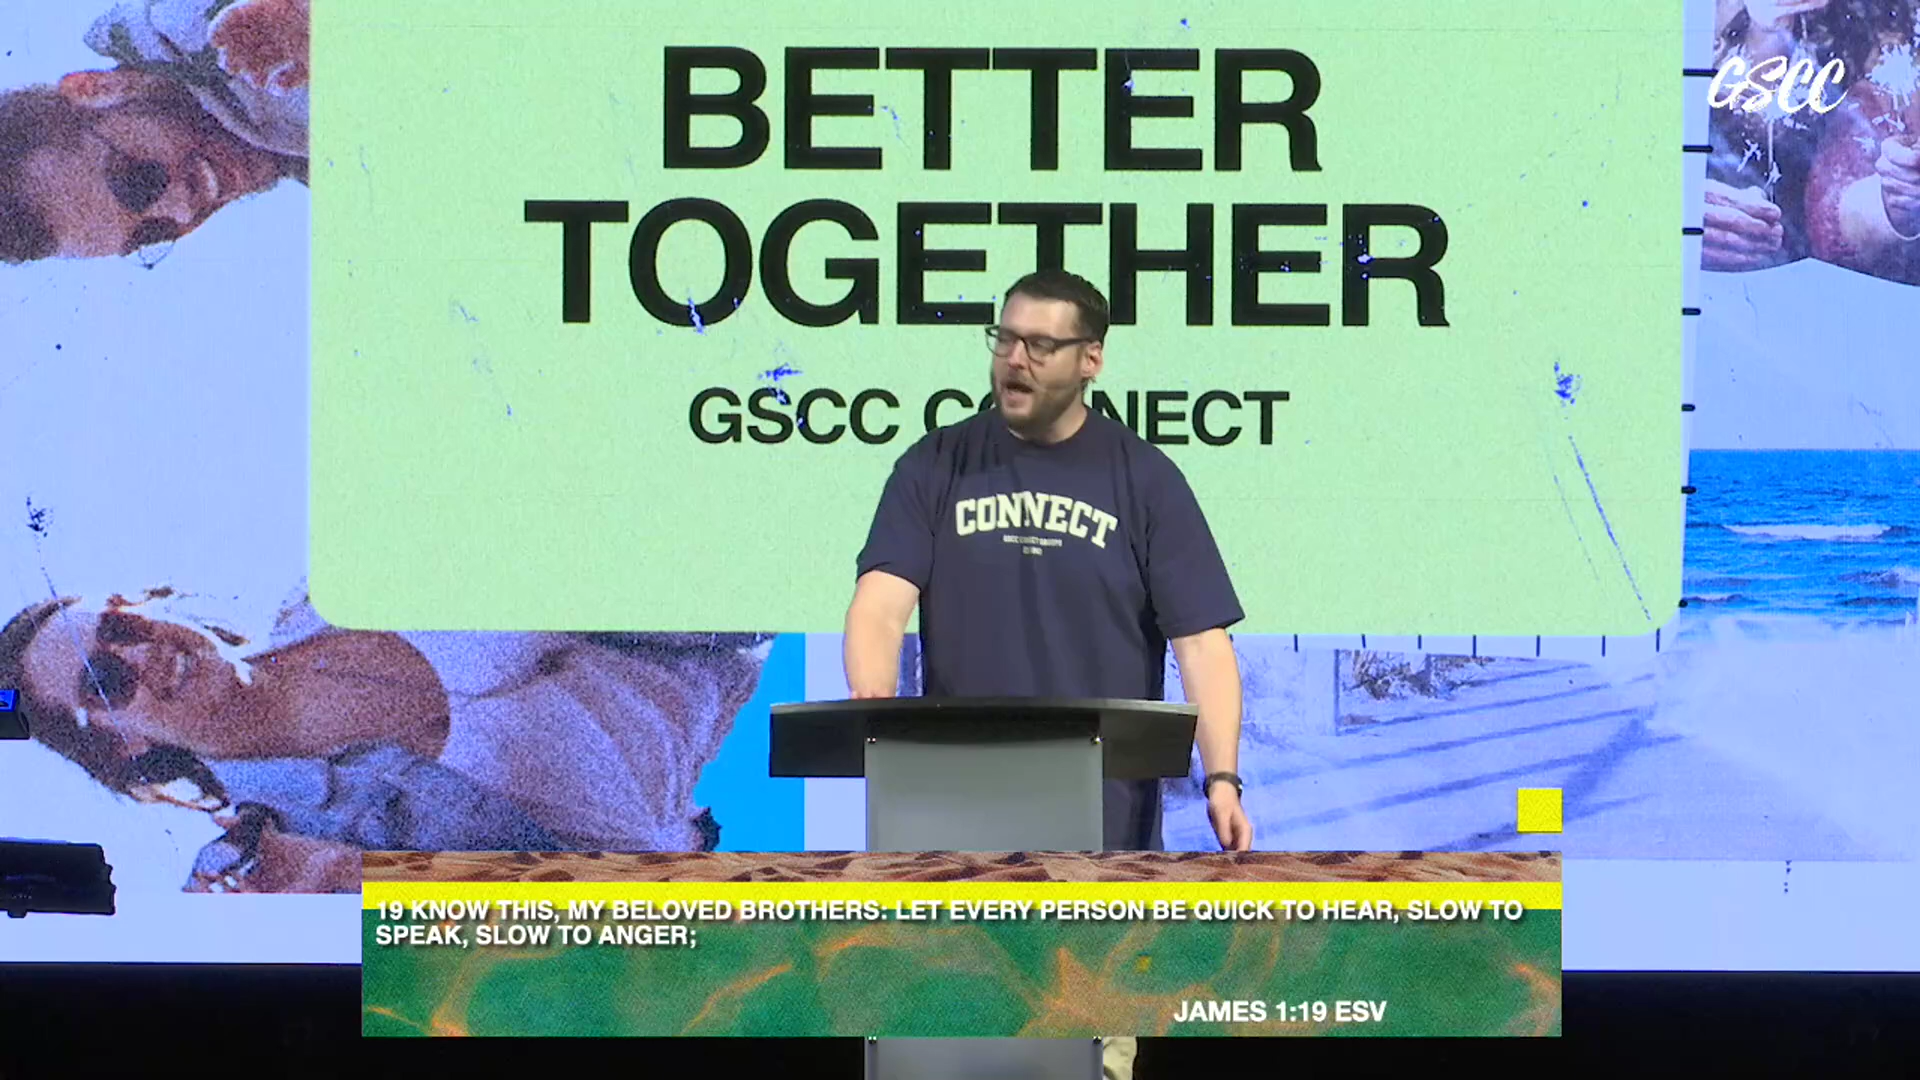 BETTER
TOGETHER
GSCC CONNECT
GSCC
CONNECT
19 KNOW THIS, MY BELOVED BROTHERS: LET EVERY PERSON BE QUICK TO HEAR, SLOW TO
SPEAK, SLOW TO ANGER;
JAMES 1:19 ESV